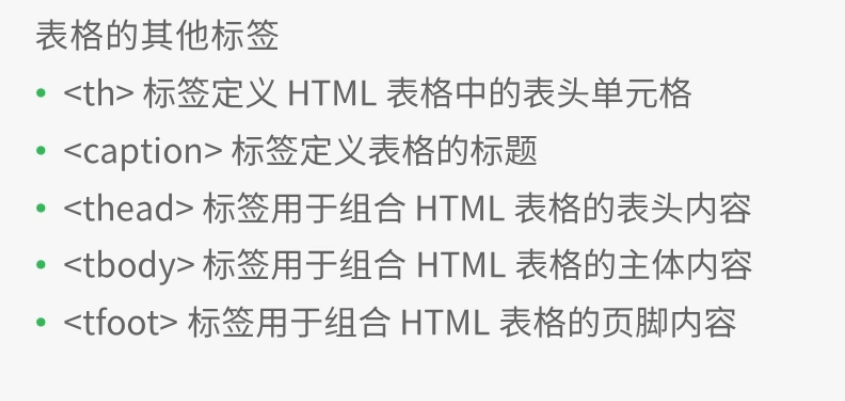 表格的其他标签
• <th> 标签定义 HTML 表格中的表头单元格
• <caption> 标签定义表格的标题
• <thead> 标签用于组合 HTML 表格的表头内容
• <tbody> 标签用于组合 HTML 表格的主体内容
• <tfoot> 标签用于组合 HTML 表格的页脚内容